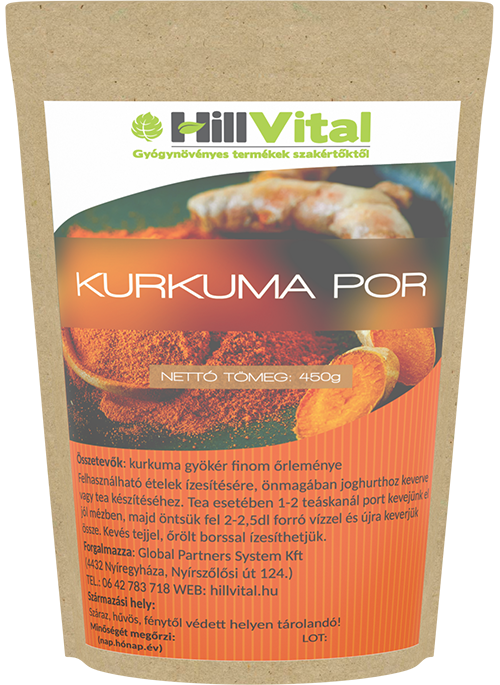 HillVital
Gyógynövényes termékek szakértőktől
KURKUMA POR
NETTÓ TÖMEG: 450g
Összetevők: kurkuma gyökér finom őrleménye
Felhasználható ételek ízesítésére, önmagában joghurthoz keverve
vagy tea készítéséhez. Tea esetében 1-2 teáskanál port keverjünk el
jól mézben, majd öntsük fel 2-2,5dl forró vízzel és újra keverjük
össze. Kevés tejjel, őrölt borssal ízesíthetjük.
Forgalmazza: Global Partners System Kft
(4432 Nyíregyháza, Nyírszőlősi út 124.)
TEL.: 06 42 783 718 WEB: hillvital.hu
Származási hely:
Száraz, hűvös, fénytől védett helyen tárolandó!
Minőségét megőrzi: LOT:
(nap.hónap.év)